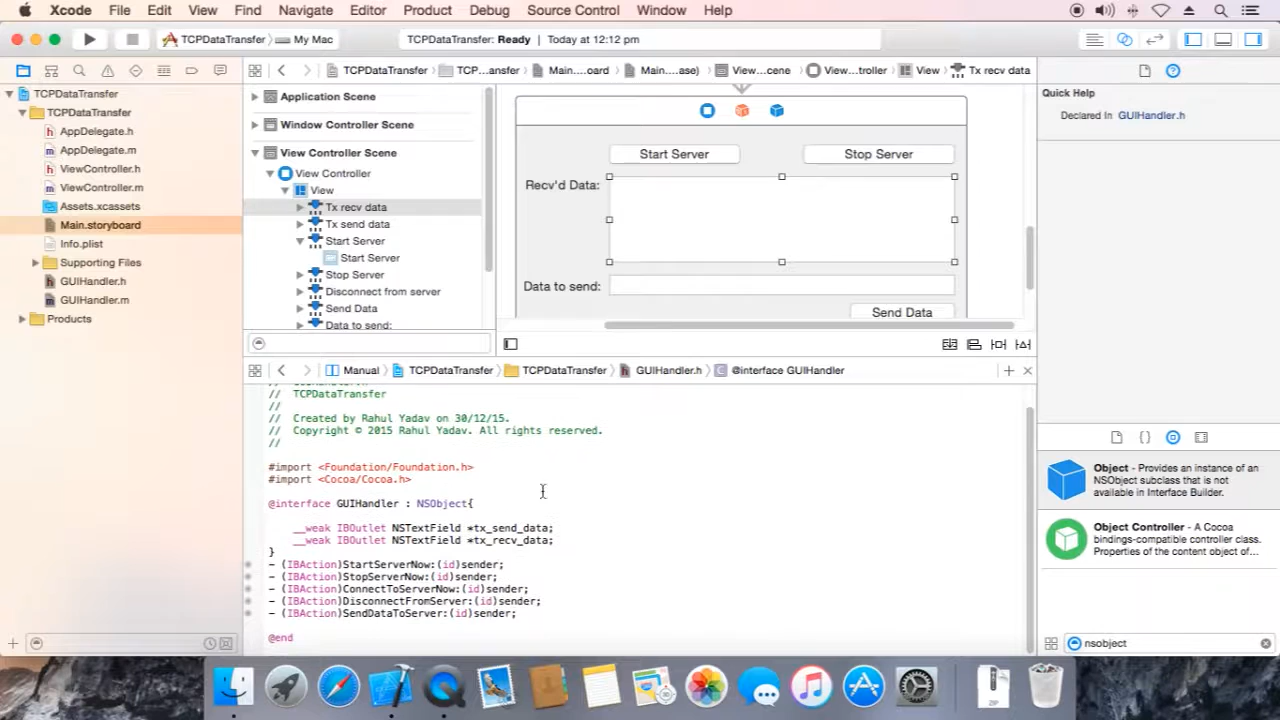 Xcode File Edit View Find Navigate Editor Product Debug Source Control Window Help
TCPDataTransfer My Mac TCPDataTransfer: Ready | Today at 12:12 pm
TCPDataTransfer TCP...ansfer Main....oard Main....ase) View...cene View...troller View Tx recv data
TCPDataTransfer
TCPDataTransfer
AppDelegate.h
AppDelegate.m
ViewController.h
ViewController.m
Assets.xcassets
Main.storyboard
Info.plist
Supporting Files
GUIHandler.h
GUIHandler.m
Products
Application Scene
Window Controller Scene
View Controller Scene
View Controller
View
Tx recv data
Tx send data
Start Server
Start Server
Stop Server
Disconnect from server
Send Data
Data to send:
Start Server Stop Server
Recv'd Data:
Data to send:
Send Data
Quick Help
Declared In GUIHandler.h
Manual TCPDataTransfer TCPDataTransfer GUIHandler.h @interface GUIHandler
// TCPDataTransfer
//
// Created by Rahul Yadav on 30/12/15.
// Copyright © 2015 Rahul Yadav. All rights reserved.
//
#import <Foundation/Foundation.h>
#import <Cocoa/Cocoa.h>
@interface GUIHandler : NSObject{
__weak IBOutlet NSTextField *tx_send_data;
__weak IBOutlet NSTextField *tx_recv_data;
}
- (IBAction)StartServerNow:(id)sender;
- (IBAction)StopServerNow:(id)sender;
- (IBAction)ConnectToServerNow:(id)sender;
- (IBAction)DisconnectFromServer:(id)sender;
- (IBAction)SendDataToServer:(id)sender;
@end
Object - Provides an instance of an
NSObject subclass that is not
available in Interface Builder.
Object Controller - A Cocoa
bindings-compatible controller class.
Properties of the content object of...
nsobject
ZIP